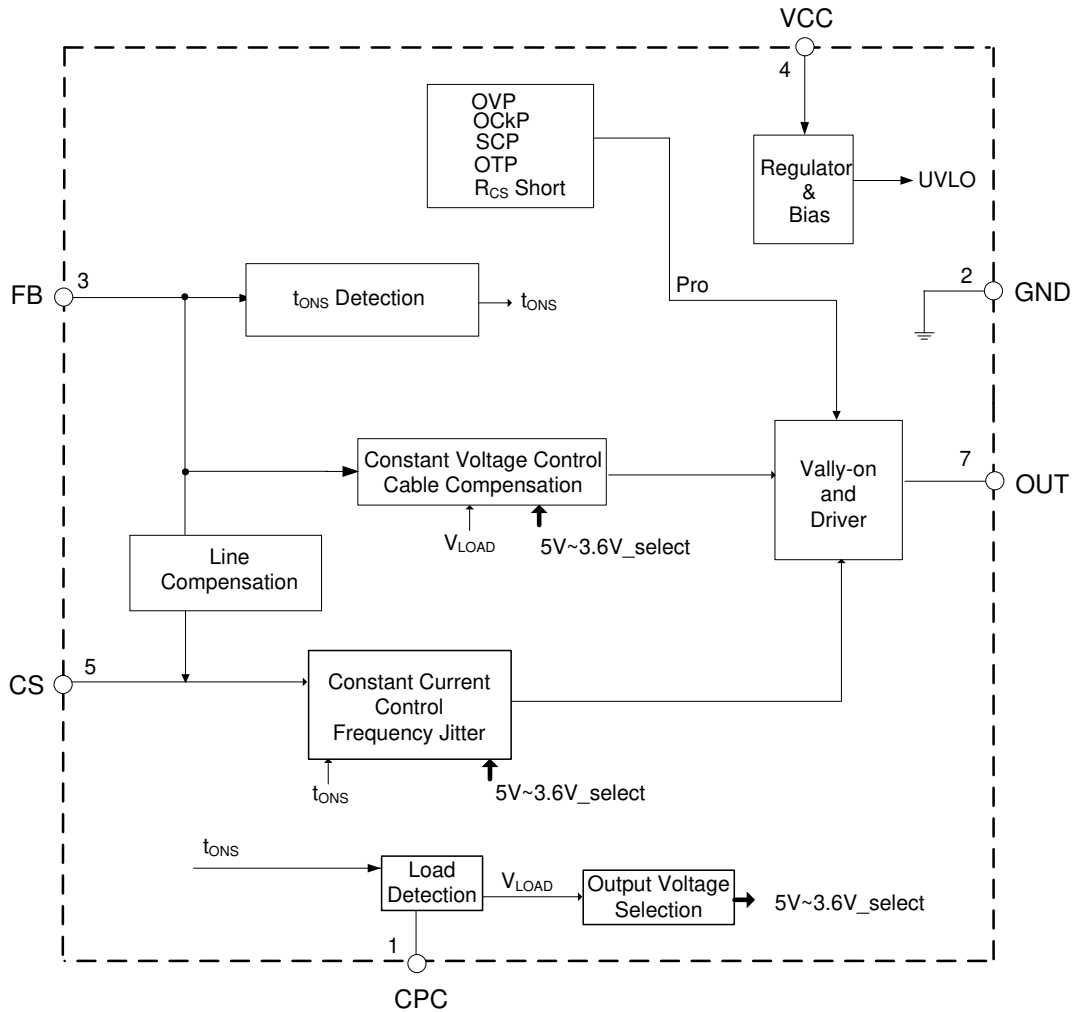 VCC
4
OVP
OCkP
SCP
OTP
RCS Short
Regulator
&
Bias
UVLO
FB
3
tONS Detection
tONS
Pro
2
GND
Constant Voltage Control
Cable Compensation
VLOAD
5V~3.6V_select
Vally-on
and
Driver
7
OUT
Line
Compensation
CS
5
Constant Current
Control
Frequency Jitter
tONS
5V~3.6V_select
tONS
Load
Detection
VLOAD
Output Voltage
Selection
5V~3.6V_select
1
CPC